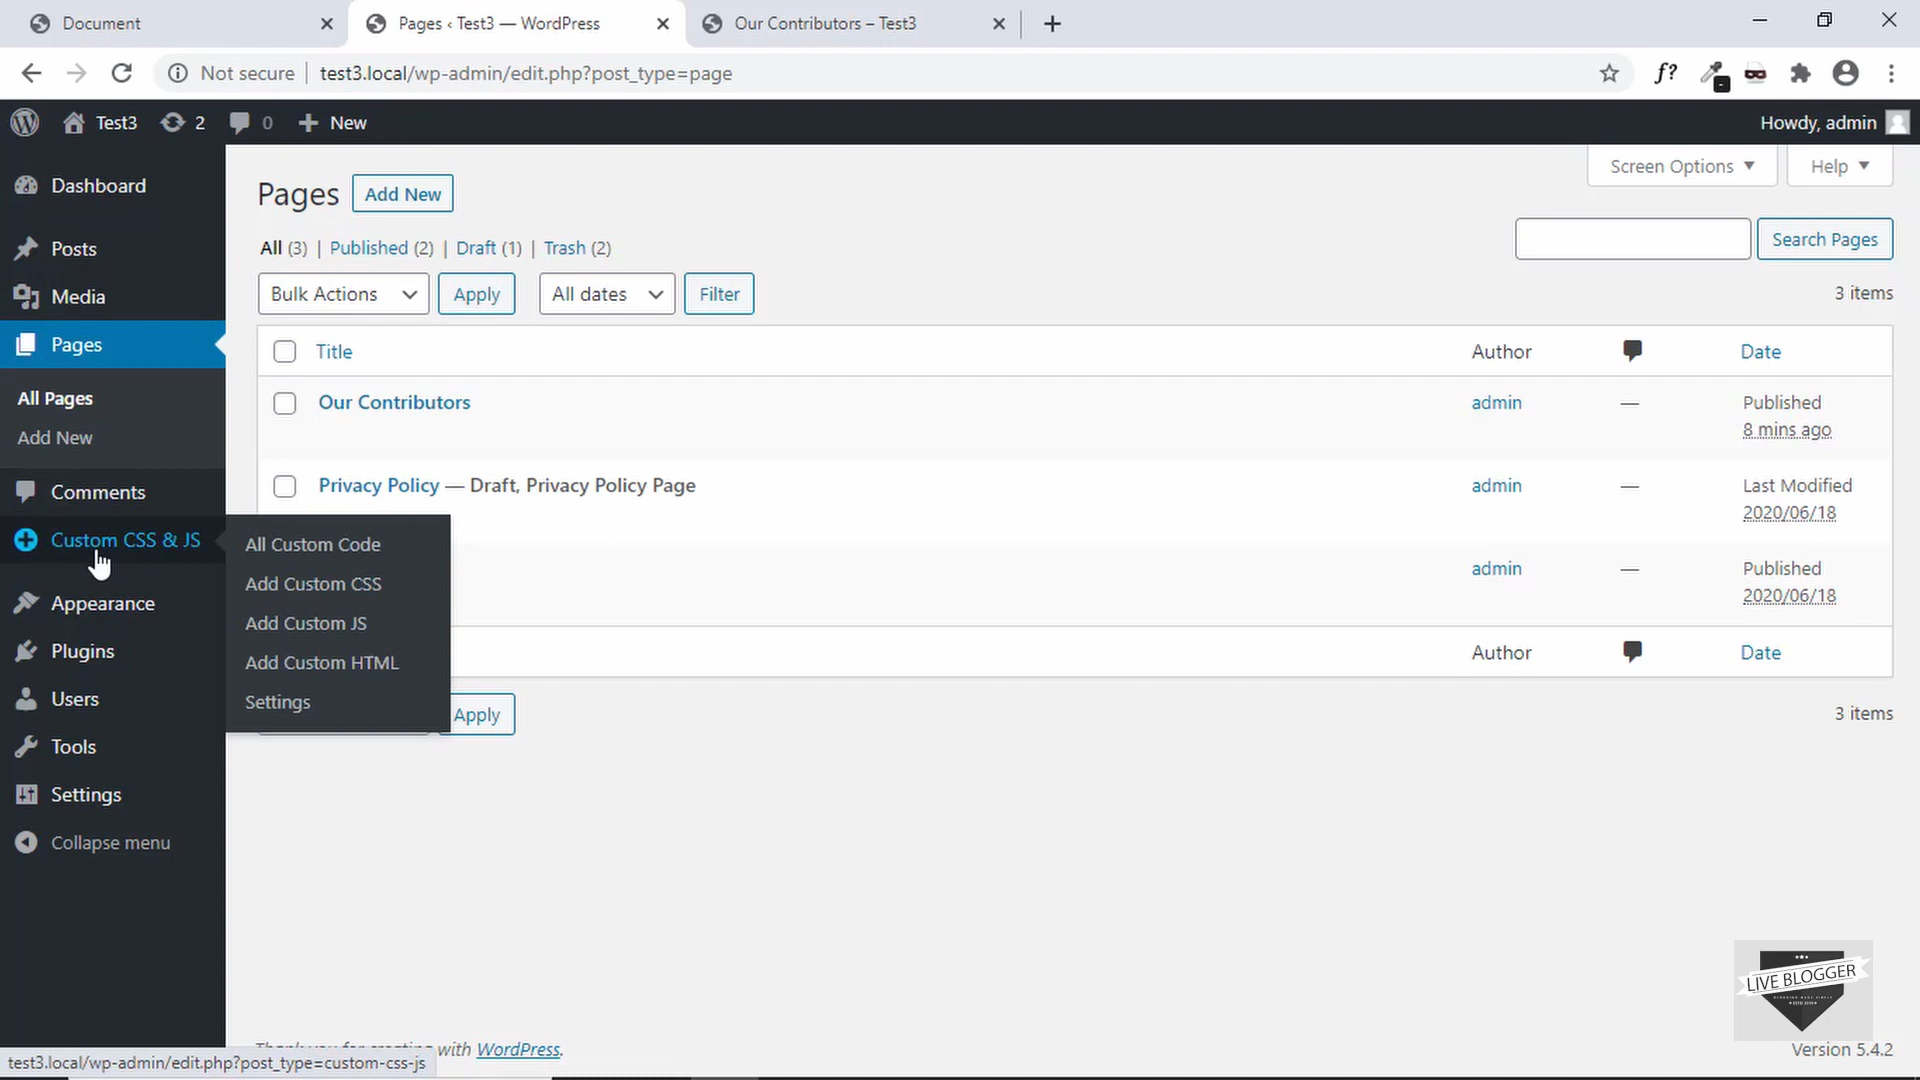 Document
Pages ‹ Test3 — WordPress
Our Contributors – Test3
Not secure
test3.local/wp-admin/edit.php?post_type=page
f?
Test3
2
0
New
Howdy, admin
Dashboard
Posts
Media
Pages
All Pages
Add New
Comments
Custom CSS & JS
Appearance
Plugins
Users
Tools
Settings
Collapse menu
All Custom Code
Add Custom CSS
Add Custom JS
Add Custom HTML
Settings
Screen Options
Help
Pages
Add New
All (3) | Published (2) | Draft (1) | Trash (2)
Search Pages
Bulk Actions
Apply
All dates
Filter
3 items
Title
Author
Date
Our Contributors
admin
—
Published
8 mins ago
Privacy Policy — Draft, Privacy Policy Page
admin
—
Last Modified
2020/06/18
admin
—
Published
2020/06/18
Author
Date
Apply
3 items
LIVE BLOGGER
Thank you for creating with WordPress.
Version 5.4.2
test3.local/wp-admin/edit.php?post_type=custom-css-js